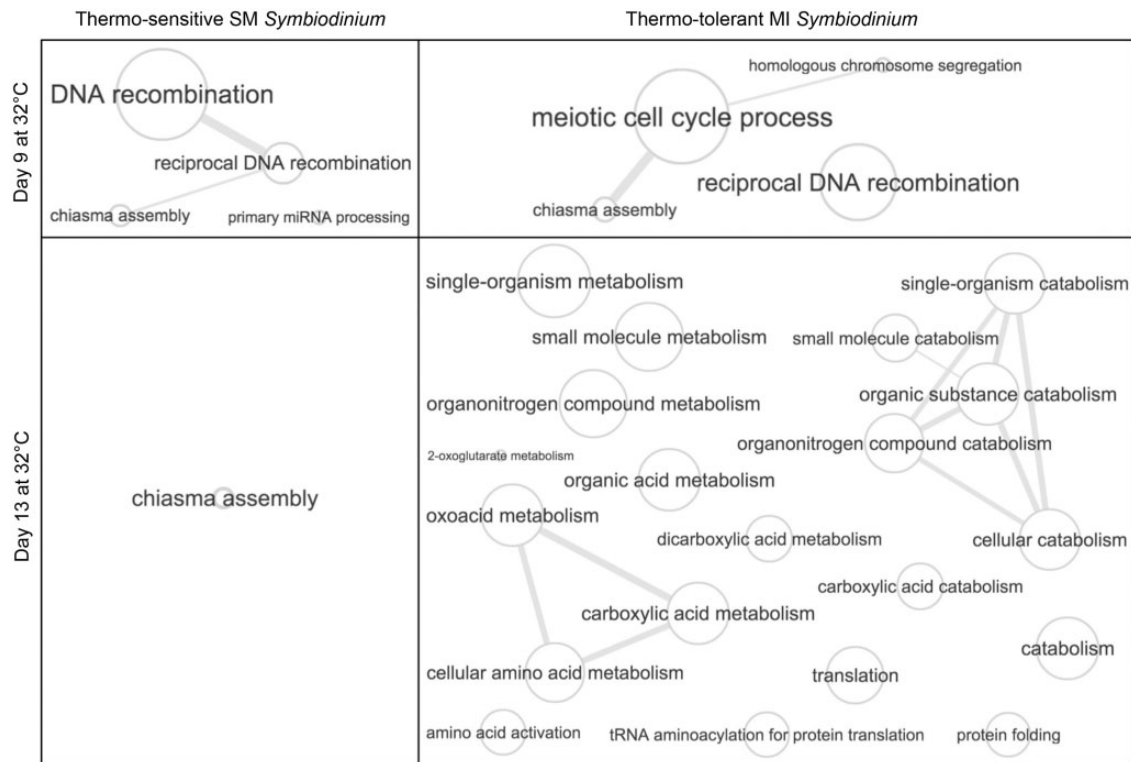 Thermo-sensitive SM Symbiodinium
Thermo-tolerant MI Symbiodinium
Day 9 at 32°C
DNA recombination
reciprocal DNA recombination
chiasma assembly
primary miRNA processing
homologous chromosome segregation
meiotic cell cycle process
reciprocal DNA recombination
chiasma assembly
Day 13 at 32°C
chiasma assembly
single-organism metabolism
single-organism catabolism
small molecule metabolism
small molecule catabolism
organic substance catabolism
organonitrogen compound metabolism
organonitrogen compound catabolism
2-oxoglutarate metabolism
organic acid metabolism
oxoacid metabolism
dicarboxylic acid metabolism
cellular catabolism
carboxylic acid catabolism
carboxylic acid metabolism
catabolism
cellular amino acid metabolism
translation
amino acid activation
tRNA aminoacylation for protein translation
protein folding